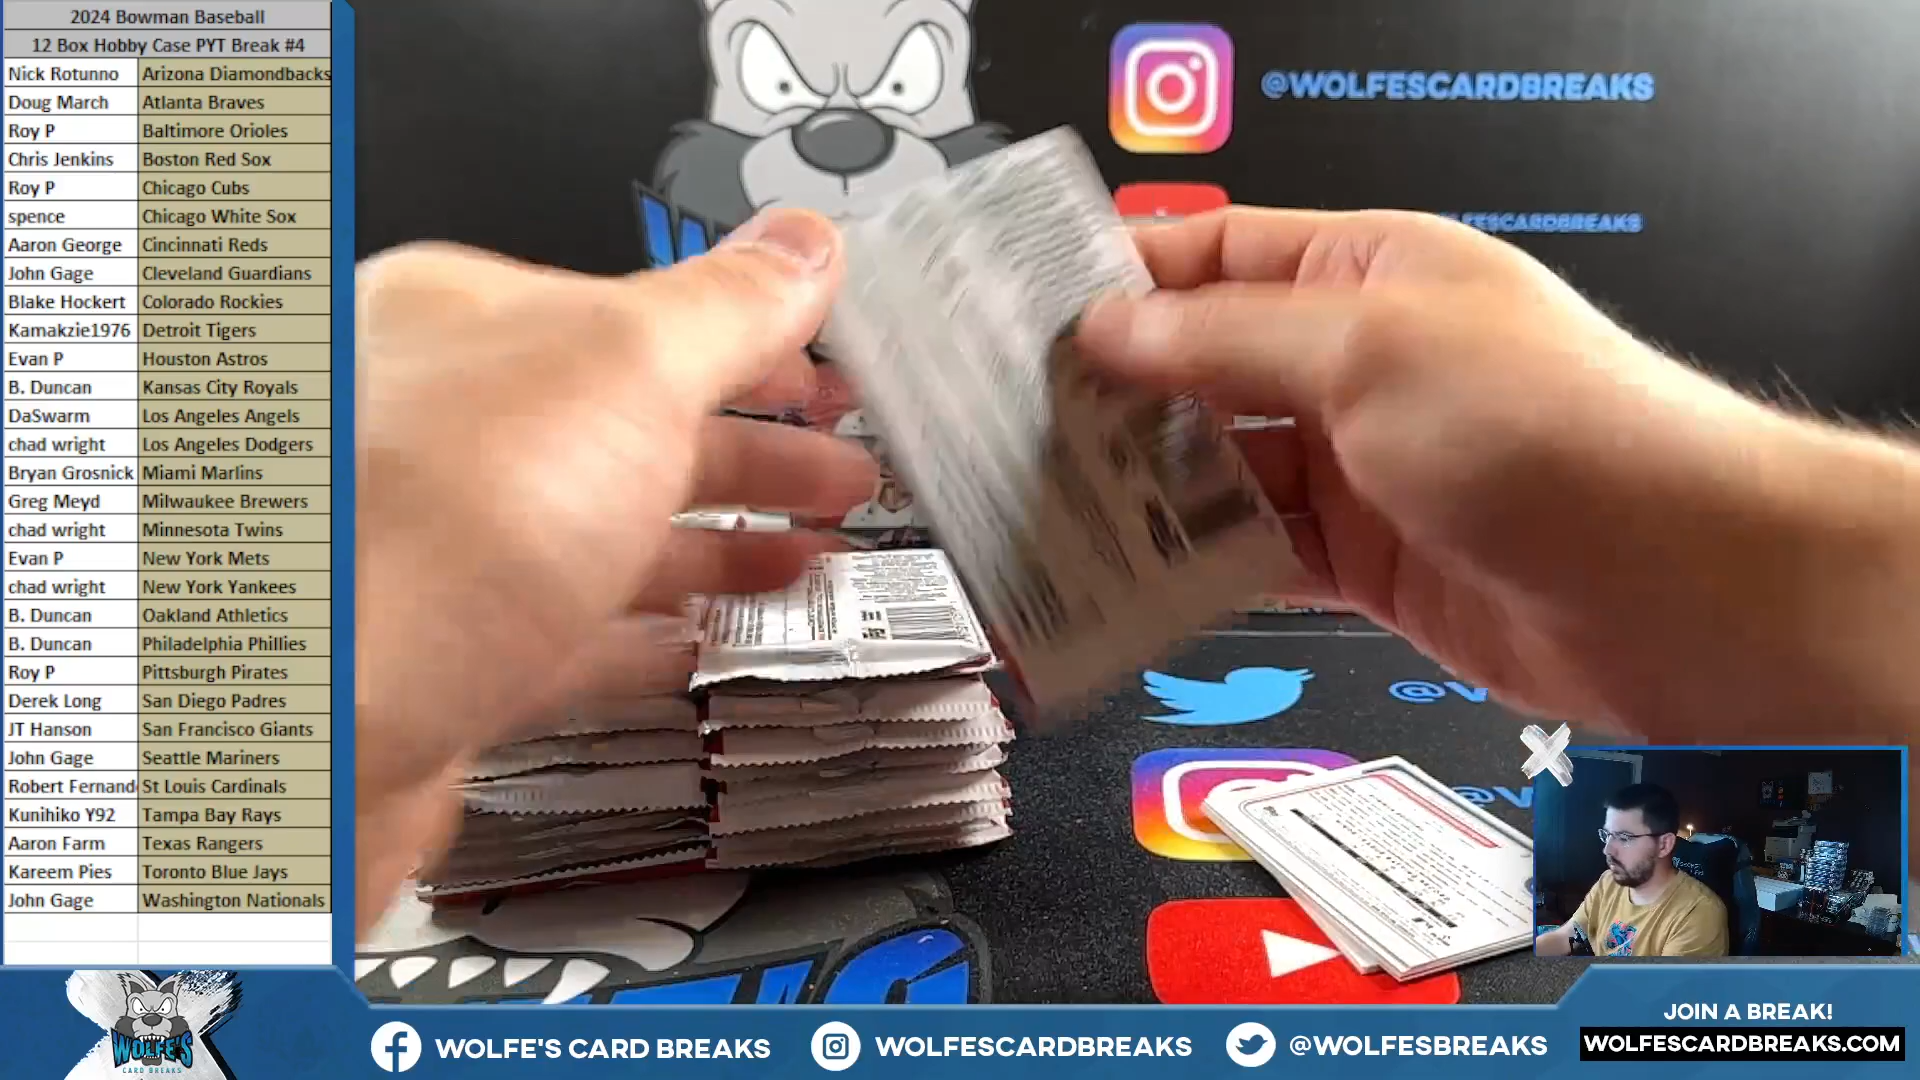 2024 Bowman Baseball
12 Box Hobby Case PYT Break #4
Nick Rotunno Arizona Diamondbacks
Doug March Atlanta Braves
Roy P Baltimore Orioles
Chris Jenkins Boston Red Sox
Roy P Chicago Cubs
spence Chicago White Sox
Aaron George Cincinnati Reds
John Gage Cleveland Guardians
Blake Hockert Colorado Rockies
Kamakzie1976 Detroit Tigers
Evan P Houston Astros
B. Duncan Kansas City Royals
DaSwarm Los Angeles Angels
chad wright Los Angeles Dodgers
Bryan Grosnick Miami Marlins
Greg Meyd Milwaukee Brewers
chad wright Minnesota Twins
Evan P New York Mets
chad wright New York Yankees
B. Duncan Oakland Athletics
B. Duncan Philadelphia Phillies
Roy P Pittsburgh Pirates
Derek Long San Diego Padres
JT Hanson San Francisco Giants
John Gage Seattle Mariners
Robert Fernand St Louis Cardinals
Kunihiko Y92 Tampa Bay Rays
Aaron Farm Texas Rangers
Kareem Pies Toronto Blue Jays
John Gage Washington Nationals
@WOLFESCARDBREAKS
WOLFE'S
CARD BREAKS
WOLFE'S CARD BREAKS
WOLFESCARDBREAKS
@WOLFESBREAKS
JOIN A BREAK!
WOLFESCARDBREAKS.COM